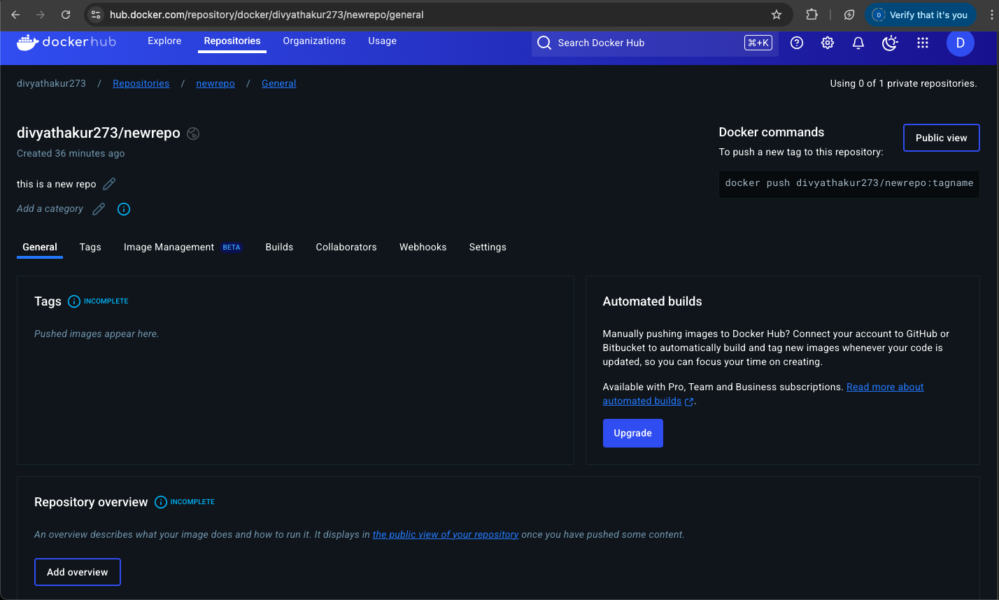 hub.docker.com/repository/docker/divyathakur273/newrepo/general
D
Verify that it's you
dockerhub
Explore
Repositories
Organizations
Usage
Search Docker Hub
⌘+K
D
divyathakur273 / Repositories / newrepo / General
Using 0 of 1 private repositories.
divyathakur273/newrepo
Created 36 minutes ago
this is a new repo
Add a category
Docker commands
To push a new tag to this repository:
Public view
docker push divyathakur273/newrepo:tagname
General
Tags
Image Management BETA
Builds
Collaborators
Webhooks
Settings
Tags INCOMPLETE
Pushed images appear here.
Automated builds
Manually pushing images to Docker Hub? Connect your account to GitHub or
Bitbucket to automatically build and tag new images whenever your code is
updated, so you can focus your time on creating.
Available with Pro, Team and Business subscriptions. Read more about
automated builds.
Upgrade
Repository overview INCOMPLETE
An overview describes what your image does and how to run it. It displays in the public view of your repository once you have pushed some content.
Add overview